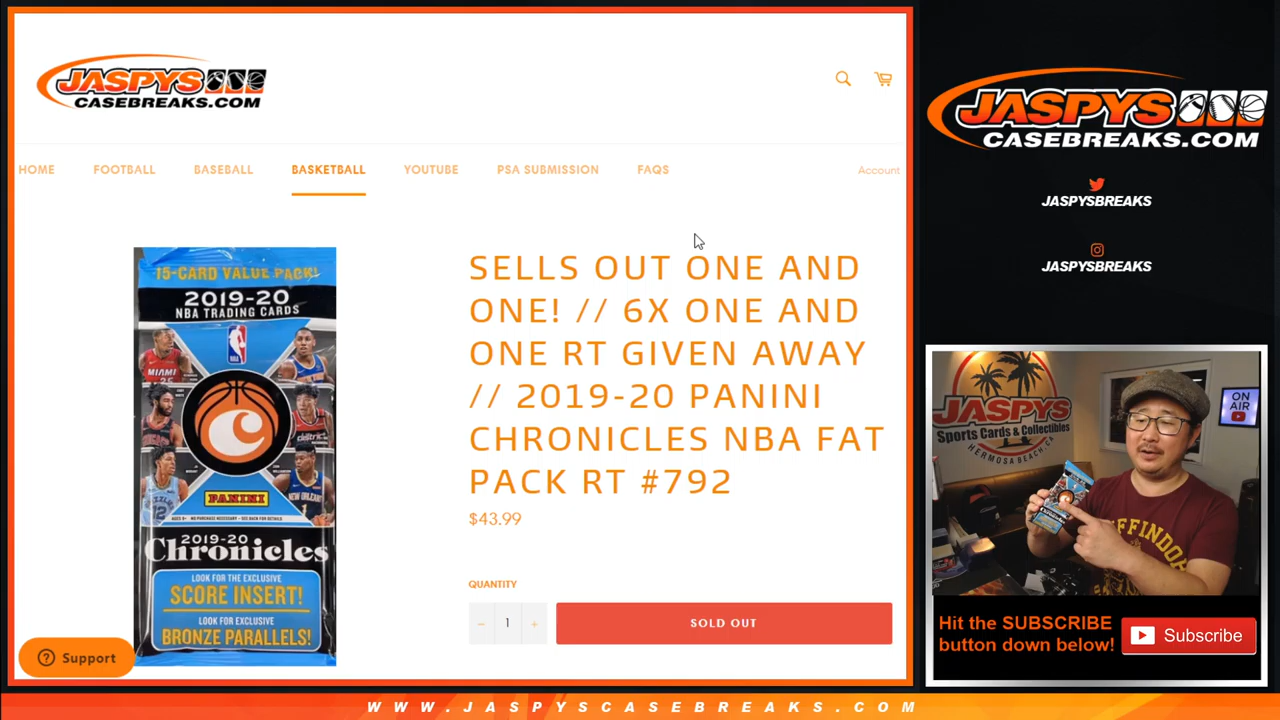 JASPYS
CASEBREAKS.COM
HOME
FOOTBALL
BASEBALL
BASKETBALL
YOUTUBE
PSA SUBMISSION
FAQS
Account
15-CARD VALUE PACK!
2019-20
NBA TRADING CARDS
MIAMI
PANINI
2019-20
Chronicles
LOOK FOR THE EXCLUSIVE
SCORE INSERT!
LOOK FOR EXCLUSIVE
BRONZE PARALLELS!
SELLS OUT ONE AND
ONE! // 6X ONE AND
ONE RT GIVEN AWAY
// 2019-20 PANINI
CHRONICLES NBA FAT
PACK RT #792
$43.99
QUANTITY
− 1 +
SOLD OUT
Support
JASPYS
CASEBREAKS.COM
JASPYSBREAKS
JASPYSBREAKS
JASPYS
Sports Cards & Collectibles
HERMOSA BEACH, CA
ON
AIR
Hit the SUBSCRIBE
button down below!
Subscribe
WWW.JASPYSCASEBREAKS.COM